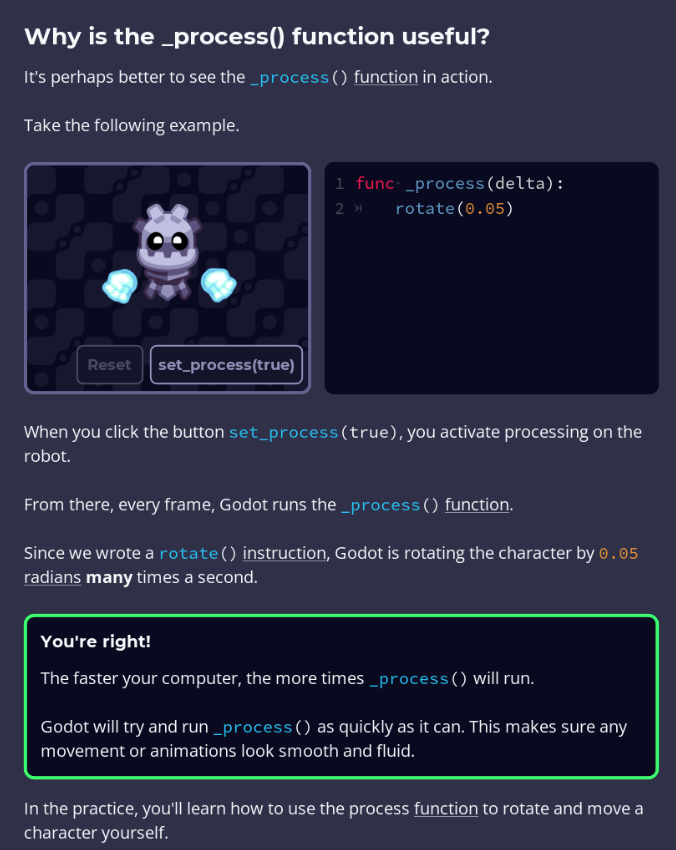 Why is the _process() function useful?
It's perhaps better to see the _process() function in action.
Take the following example.
1 func _process(delta):
2 rotate(0.05)
Reset
set_process(true)
When you click the button set_process(true), you activate processing on the
robot.
From there, every frame, Godot runs the _process() function.
Since we wrote a rotate() instruction, Godot is rotating the character by 0.05
radians many times a second.
You're right!
The faster your computer, the more times _process() will run.
Godot will try and run _process() as quickly as it can. This makes sure any
movement or animations look smooth and fluid.
In the practice, you'll learn how to use the process function to rotate and move a
character yourself.